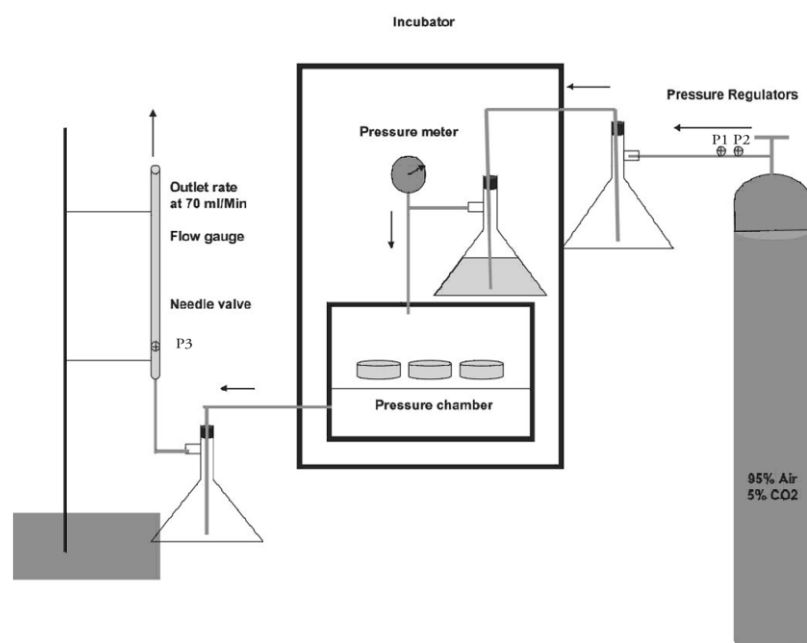 Incubator
Pressure Regulators
P1 P2
Pressure meter
Outlet rate
at 70 ml/Min
Flow gauge
Needle valve
P3
Pressure chamber
95% Air
5% CO2